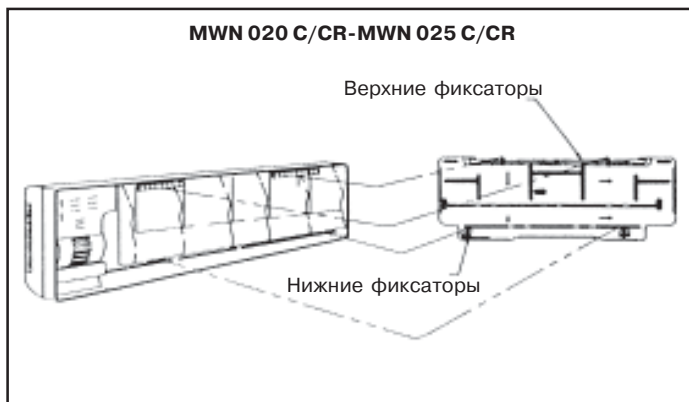 MWN 020 C/CR-MWN 025 C/CR
Верхние фиксаторы
Нижние фиксаторы